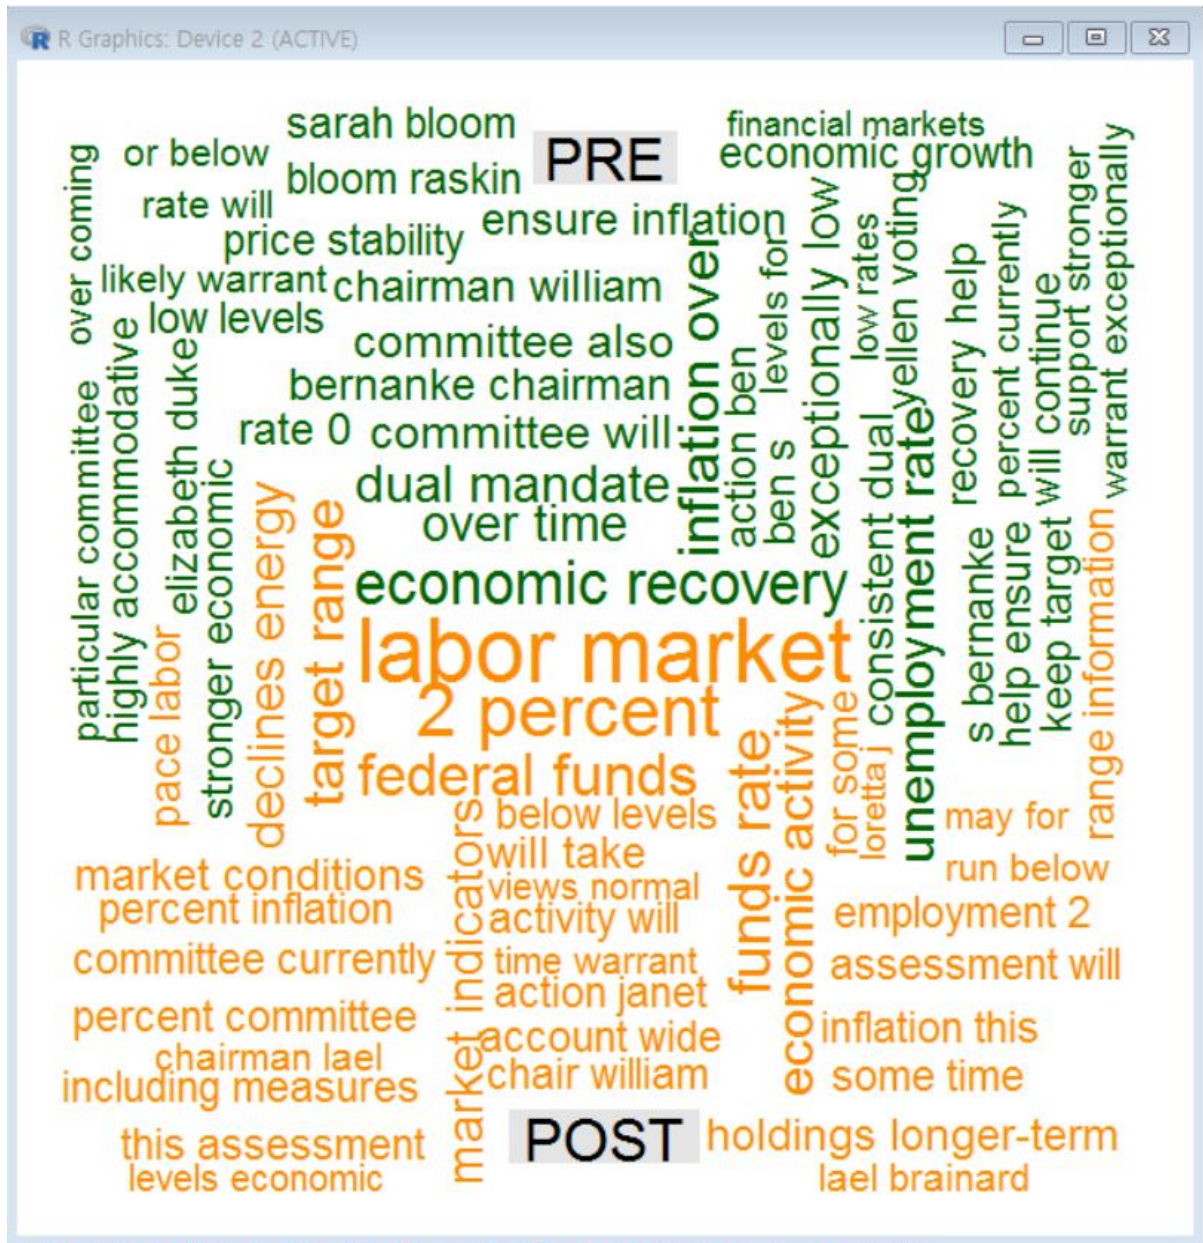 R Graphics: Device 2 (ACTIVE)
sarah bloom
financial markets
PRE
economic growth
or below
bloom raskin
over coming
rate will
ensure inflation
price stability
likely warrant
chairman william
low levels
committee also
bernanke chairman
rate 0
committee will
dual mandate
over time
economic recovery
inflation over
action ben
levels for
ben s
exceptionally low
low rates
yellen voting
consistent dual
unemployment rate
recovery help
percent currently
will continue
support stronger
warrant exceptionally
s bernanke
help ensure
keep target
particular committee
highly accommodative
elizabeth duke
stronger economic
pace labor
declines energy
target range
labor market
2 percent
federal funds
range information
for some
loretta j
funds rate
economic activity
market indicators
below levels
will take
views normal
activity will
time warrant
action janet
account wide
chair william
may for
run below
employment 2
assessment will
inflation this
some time
market conditions
percent inflation
committee currently
percent committee
chairman lael
including measures
this assessment
levels economic
POST
holdings longer-term
lael brainard